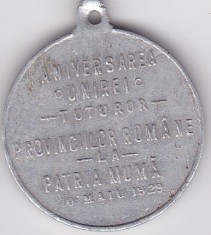 ANIVERSAREA
UNIREI
TUTUROR
PROVINCIILOR ROMÂNE
LA
PATRIA MUMĂ
10 MAIU 1929